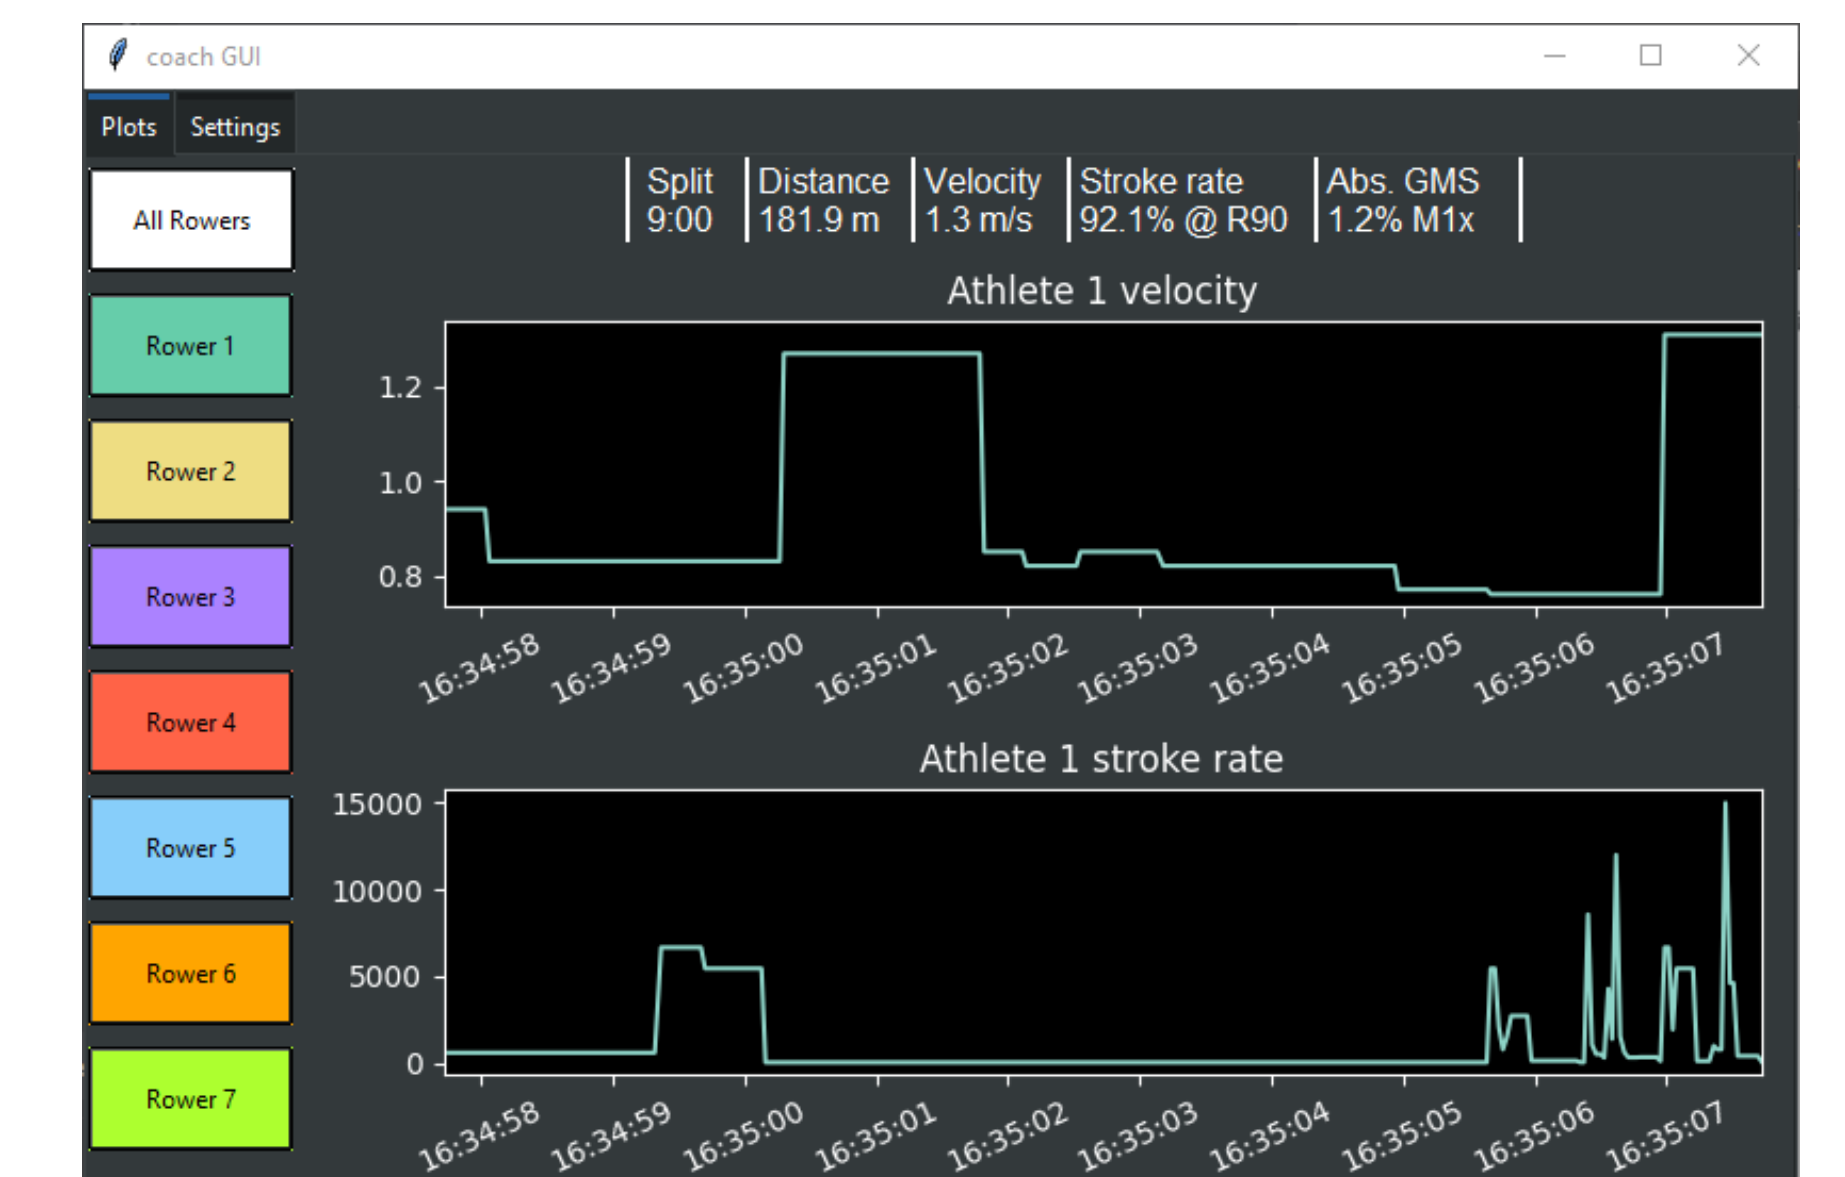 coach GUI
Plots Settings
Split Distance Velocity Stroke rate Abs. GMS
9:00 181.9 m 1.3 m/s 92.1% @ R90 1.2% M1x
All Rowers
Rower 1
Rower 2
Rower 3
Rower 4
Rower 5
Rower 6
Rower 7
Athlete 1 velocity
1.2
1.0
0.8
16:34:58 16:34:59 16:35:00 16:35:01 16:35:02 16:35:03 16:35:04 16:35:05 16:35:06 16:35:07
Athlete 1 stroke rate
15000
10000
5000
0
16:34:58 16:34:59 16:35:00 16:35:01 16:35:02 16:35:03 16:35:04 16:35:05 16:35:06 16:35:07